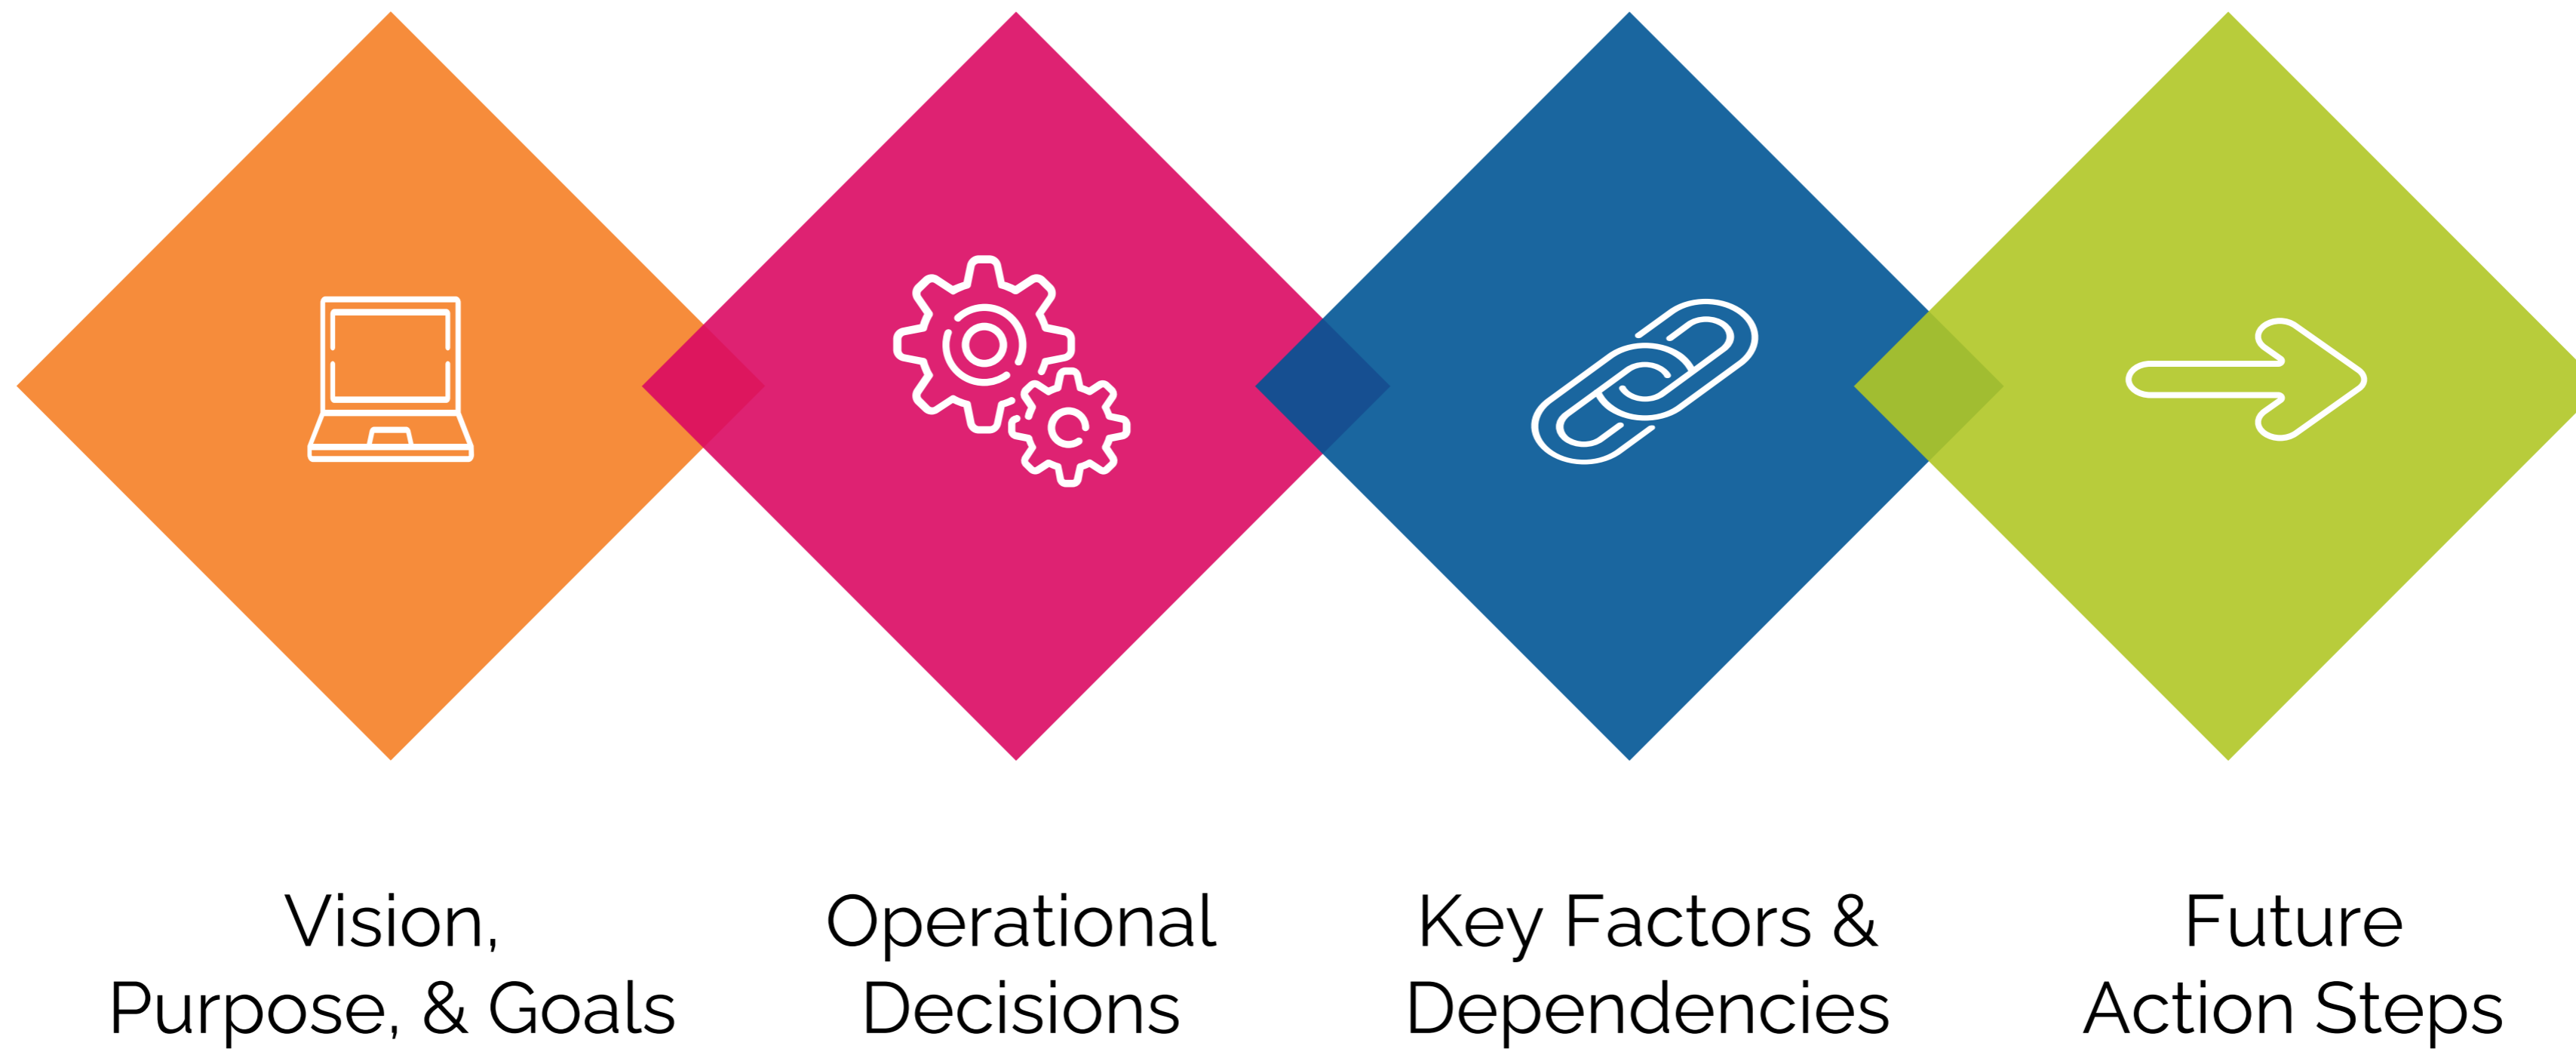 Vision,
Purpose, & Goals
Operational
Decisions
Key Factors &
Dependencies
Future
Action Steps